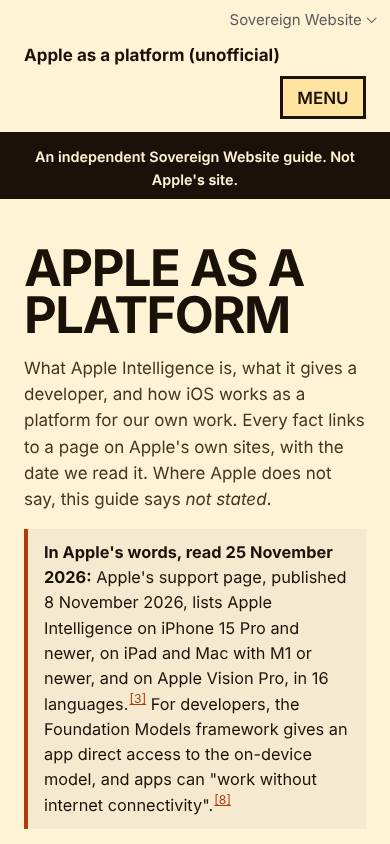 Sovereign Website
Apple as a platform (unofficial)
MENU
An independent Sovereign Website guide. Not
Apple's site.
APPLE AS A
PLATFORM
What Apple Intelligence is, what it gives a
developer, and how iOS works as a
platform for our own work. Every fact links
to a page on Apple's own sites, with the
date we read it. Where Apple does not
say, this guide says not stated.
In Apple's words, read 25 November
2026: Apple's support page, published
8 November 2026, lists Apple
Intelligence on iPhone 15 Pro and
newer, on iPad and Mac with M1 or
newer, and on Apple Vision Pro, in 16
languages.[3] For developers, the
Foundation Models framework gives an
app direct access to the on-device
model, and apps can "work without
internet connectivity".[8]